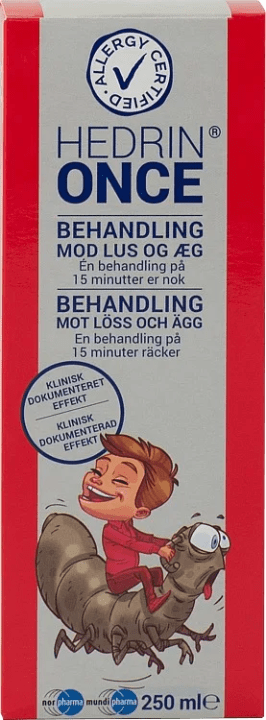 ALLERGY CERTIFIED
HEDRIN®
ONCE
BEHANDLING
MOD LUS OG ÆG
Én behandling på
15 minutter er nok
BEHANDLING
MOT LÖSS OCH ÄGG
En behandling på
15 minuter räcker
KLINISK
DOKUMENTERET
EFFEKT
KLINISK
DOKUMENTERAD
EFFEKT
norpharma mundipharma 250 ml℮